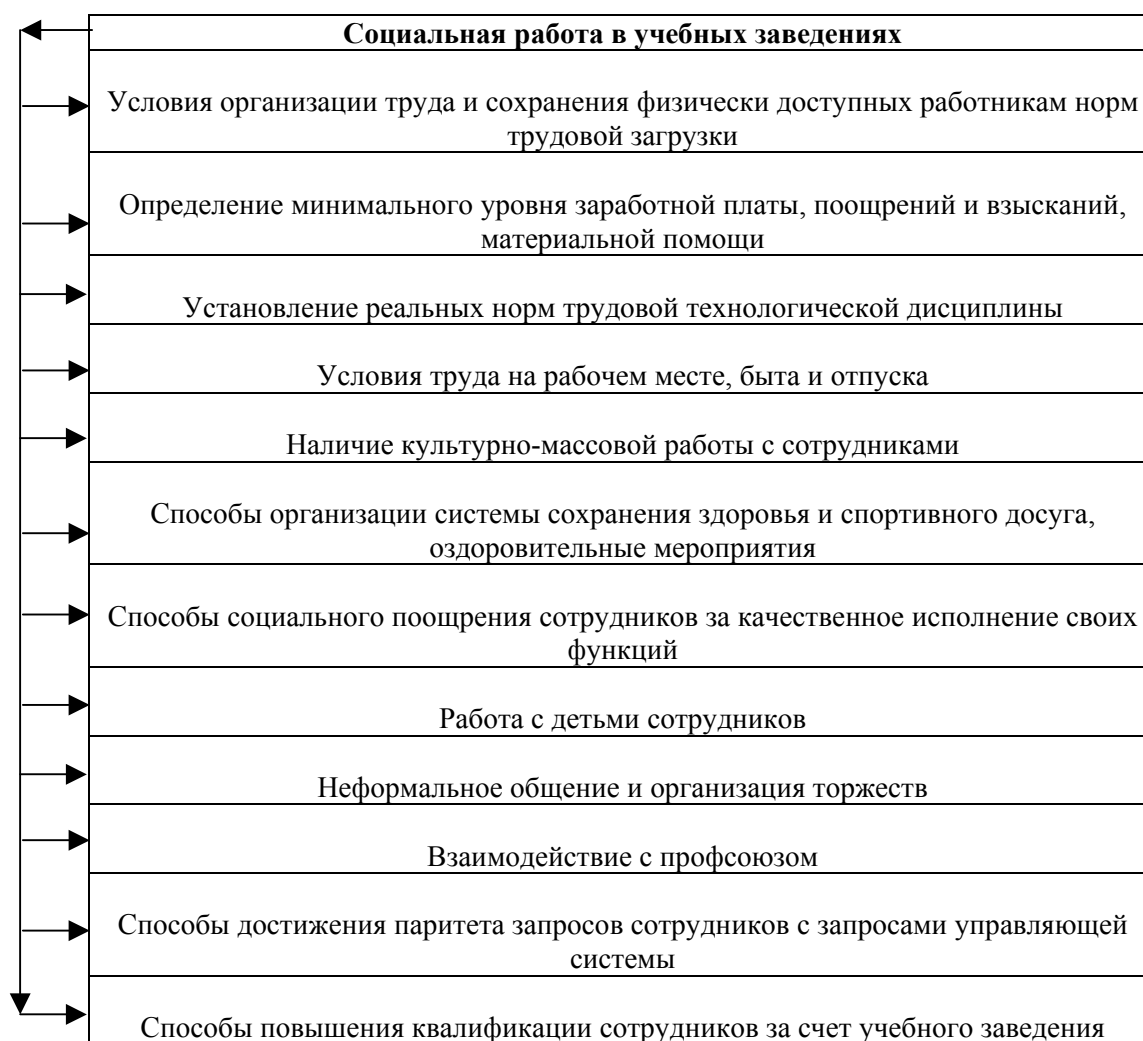 Социальная работа в учебных заведениях
Условия организации труда и сохранения физически доступных работникам норм
трудовой загрузки
Определение минимального уровня заработной платы, поощрений и взысканий,
материальной помощи
Установление реальных норм трудовой технологической дисциплины
Условия труда на рабочем месте, быта и отпуска
Наличие культурно-массовой работы с сотрудниками
Способы организации системы сохранения здоровья и спортивного досуга,
оздоровительные мероприятия
Способы социального поощрения сотрудников за качественное исполнение своих
функций
Работа с детьми сотрудников
Неформальное общение и организация торжеств
Взаимодействие с профсоюзом
Способы достижения паритета запросов сотрудников с запросами управляющей
системы
Способы повышения квалификации сотрудников за счет учебного заведения